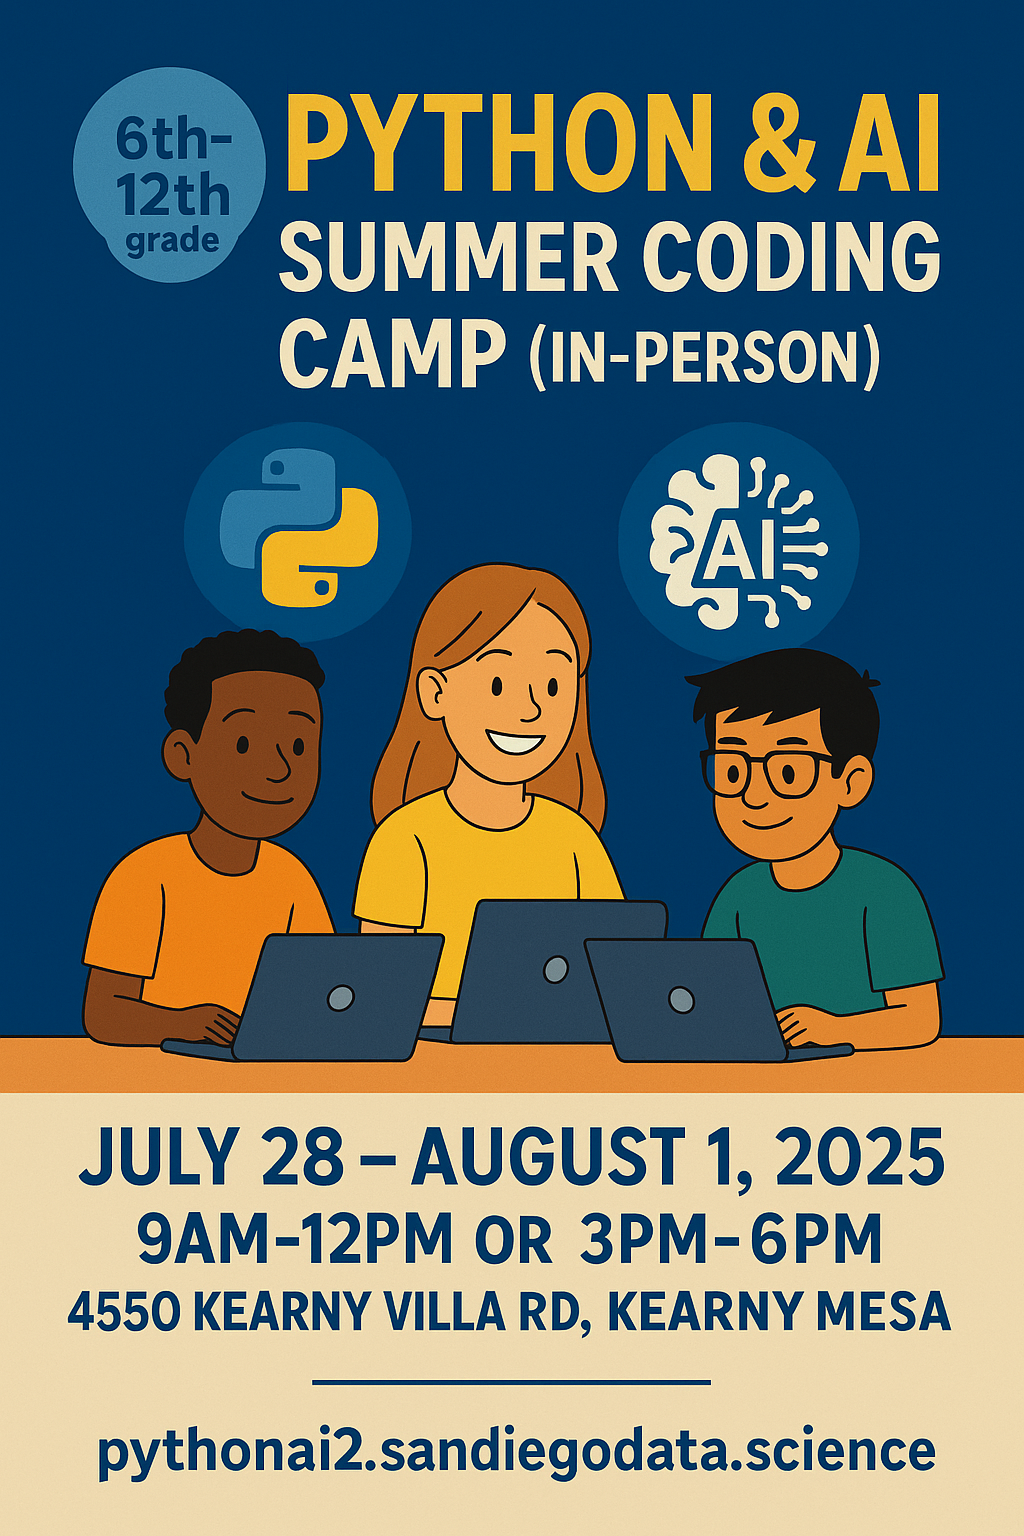 6th-
12th
grade
PYTHON & AI
SUMMER CODING
CAMP (IN-PERSON)
AI
JULY 28 – AUGUST 1, 2025
9AM-12PM OR 3PM-6PM
4550 KEARNY VILLA RD, KEARNY MESA
pythonai2.sandiegodata.science